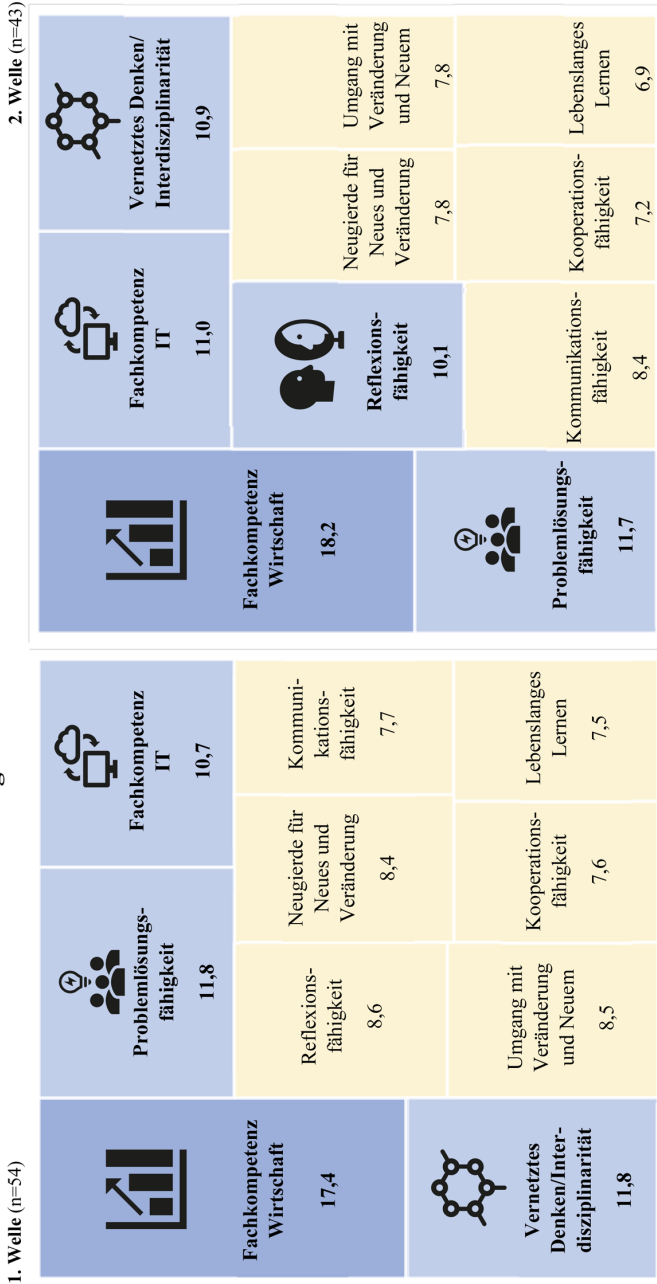 1. Welle (n=54)
Fachkompetenz
Wirtschaft
17,4
Problemlösungs-
fähigkeit
11,8
Fachkompetenz
IT
10,7
Reflexions-
fähigkeit
8,6
Neugierde für
Neues und
Veränderung
8,4
Kommuni-
kations-
fähigkeit
7,7
Vernetztes
Denken/Inter-
disziplinarität
11,8
Umgang mit
Veränderung
und Neuem
8,5
Kooperations-
fähigkeit
7,6
Lebenslanges
Lernen
7,5
2. Welle (n=43)
Fachkompetenz
Wirtschaft
18,2
Fachkompetenz
IT
11,0
Vernetztes Denken/
Interdisziplinarität
10,9
Reflexions-
fähigkeit
10,1
Neugierde für
Neues und
Veränderung
7,8
Umgang mit
Veränderung
und Neuem
7,8
Problemlösungs-
fähigkeit
11,7
Kommunikations-
fähigkeit
8,4
Kooperations-
fähigkeit
7,2
Lebenslanges
Lernen
6,9